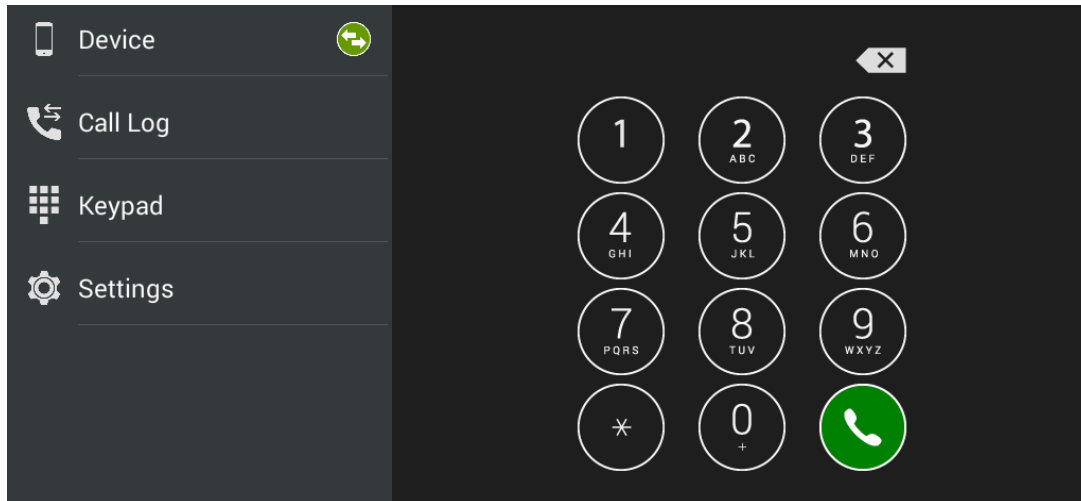 Device
Call Log
Keypad
Settings
1
2
ABC
3
DEF
4
GHI
5
JKL
6
MNO
7
PQRS
8
TUV
9
WXYZ
*
0
+